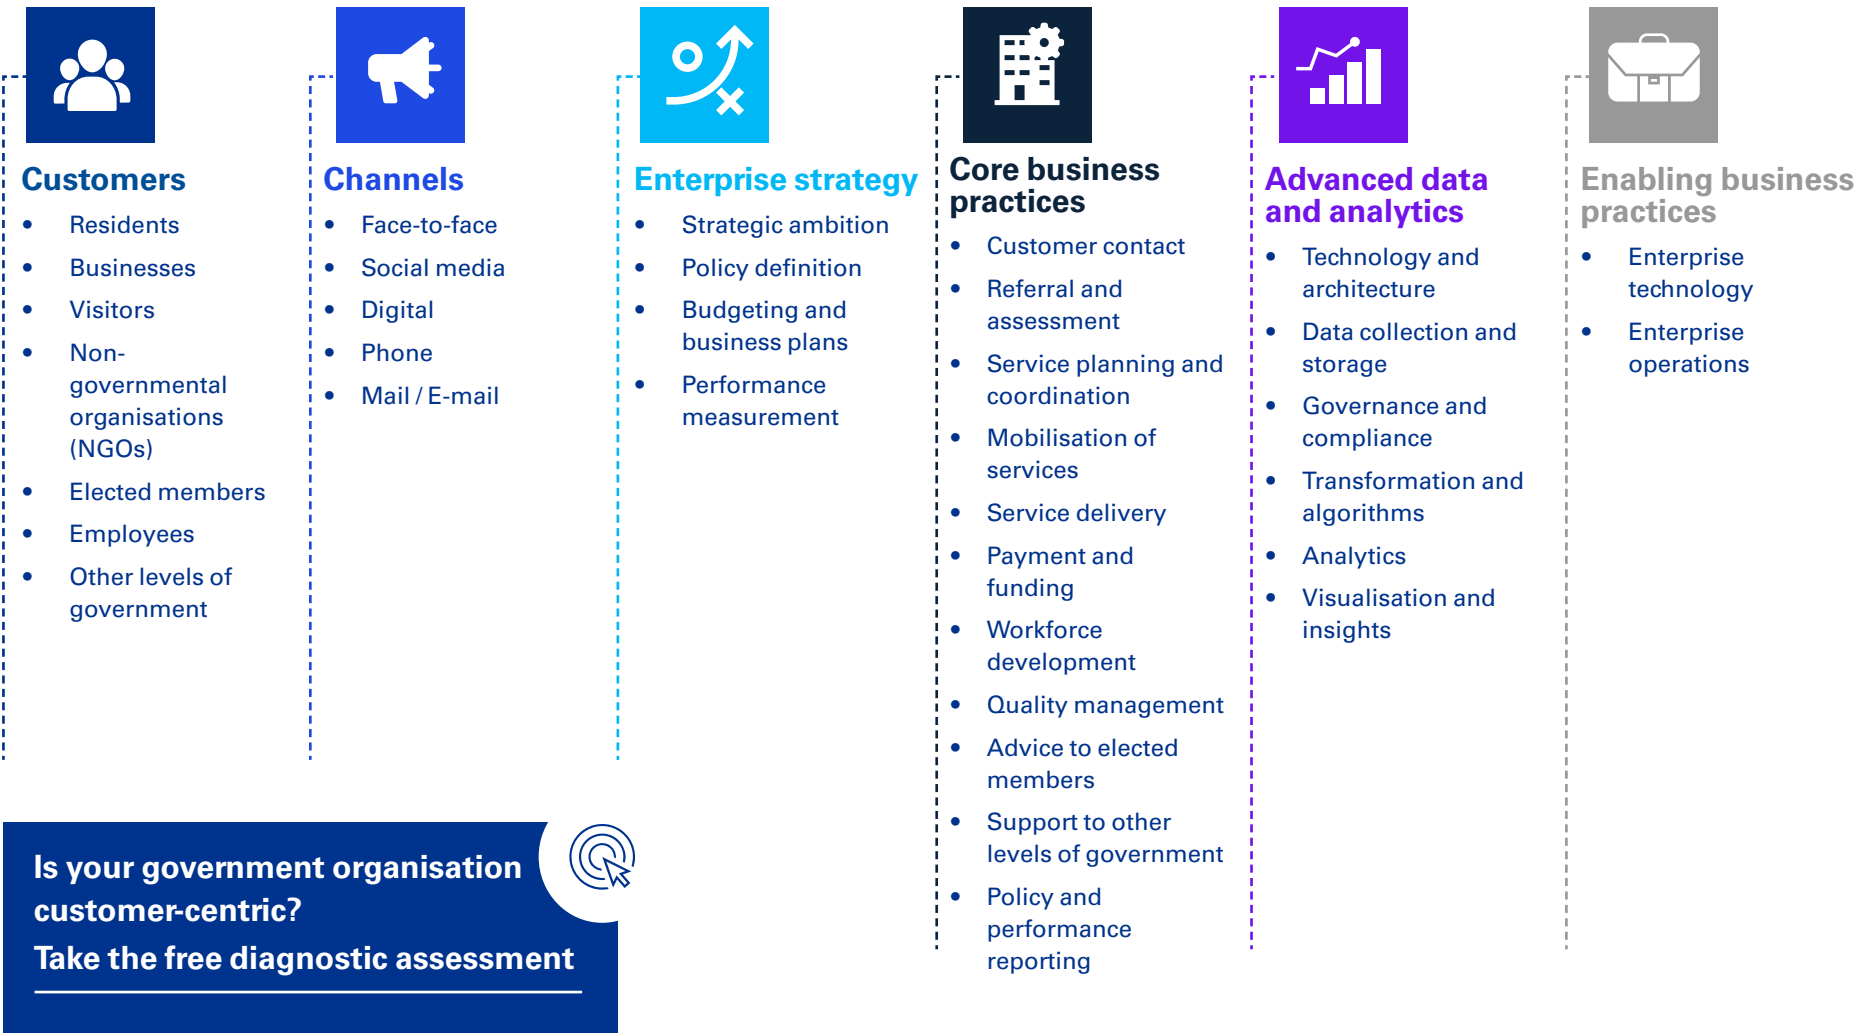 Customers
• Residents
• Businesses
• Visitors
• Non-
governmental
organisations
(NGOs)
• Elected members
• Employees
• Other levels of
government
Channels
• Face-to-face
• Social media
• Digital
• Phone
• Mail / E-mail
Enterprise strategy
• Strategic ambition
• Policy definition
• Budgeting and
business plans
• Performance
measurement
Core business
practices
• Customer contact
• Referral and
assessment
• Service planning and
coordination
• Mobilisation of
services
• Service delivery
• Payment and
funding
• Workforce
development
• Quality management
• Advice to elected
members
• Support to other
levels of government
• Policy and
performance
reporting
Advanced data
and analytics
• Technology and
architecture
• Data collection and
storage
• Governance and
compliance
• Transformation and
algorithms
• Analytics
• Visualisation and
insights
Enabling business
practices
• Enterprise
technology
• Enterprise
operations
Is your government organisation
customer-centric?
Take the free diagnostic assessment